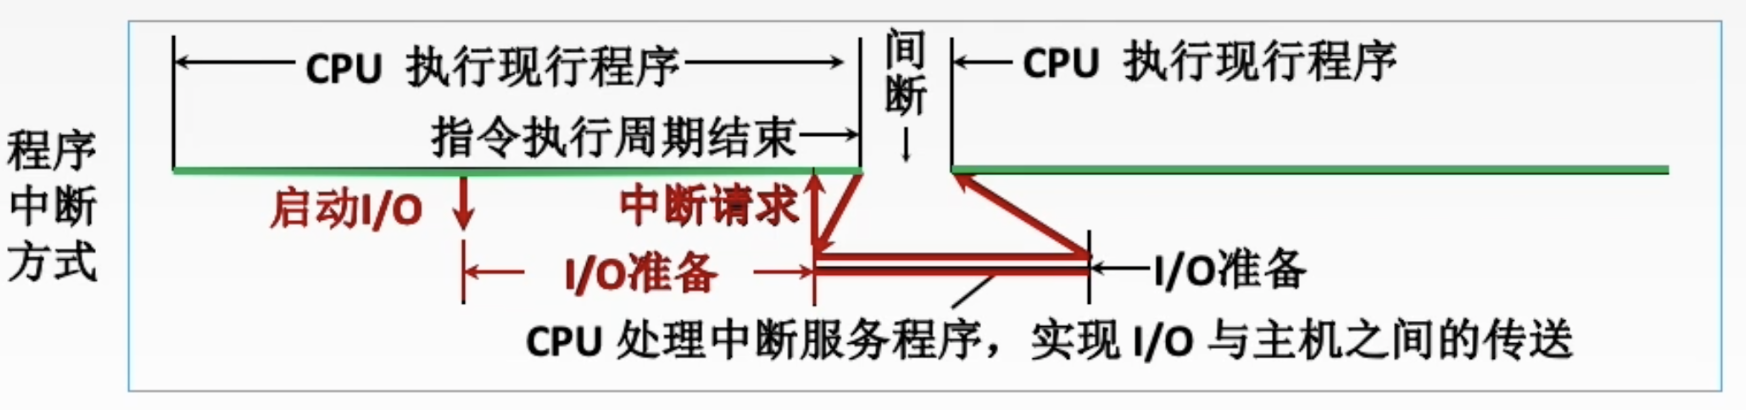 程序
中断
方式
CPU 执行现行程序
间
断
CPU 执行现行程序
指令执行周期结束
启动I/O
中断请求
I/O准备
I/O准备
CPU 处理中断服务程序，实现 I/O 与主机之间的传送